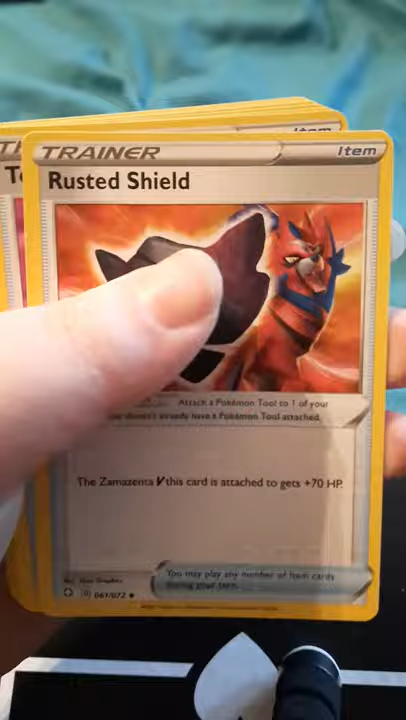 Item
TRAINER Item
Rusted Shield
Attach a Pokémon Tool to 1 of your
doesn't already have a Pokémon Tool attached.
The Zamazenta V this card is attached to gets +70 HP.
You may play any number of Item cards
during your turn.
061/072